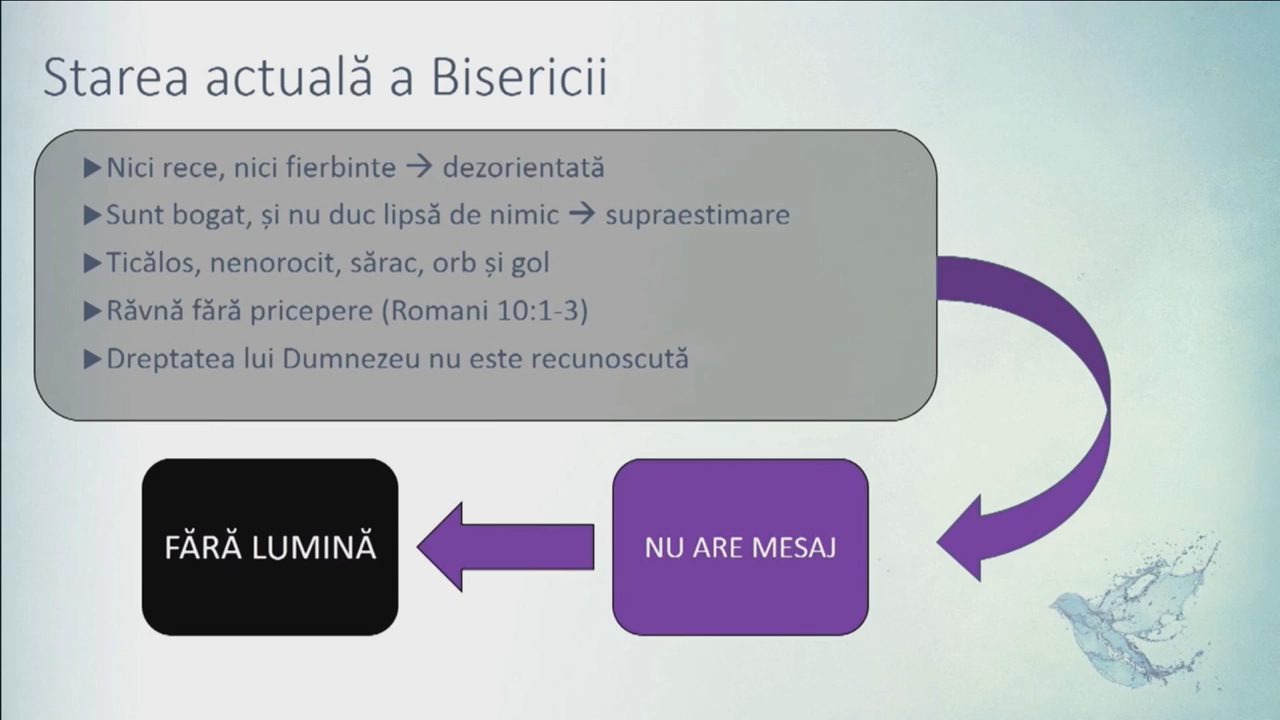 Starea actuală a Bisericii
▶Nici rece, nici fierbinte → dezorientată
▶Sunt bogat, și nu duc lipsă de nimic → supraestimare
▶Ticălos, nenorocit, sărac, orb și gol
▶Răvnă fără pricepere (Romani 10:1-3)
▶Dreptatea lui Dumnezeu nu este recunoscută
FĂRĂ LUMINĂ
NU ARE MESAJ